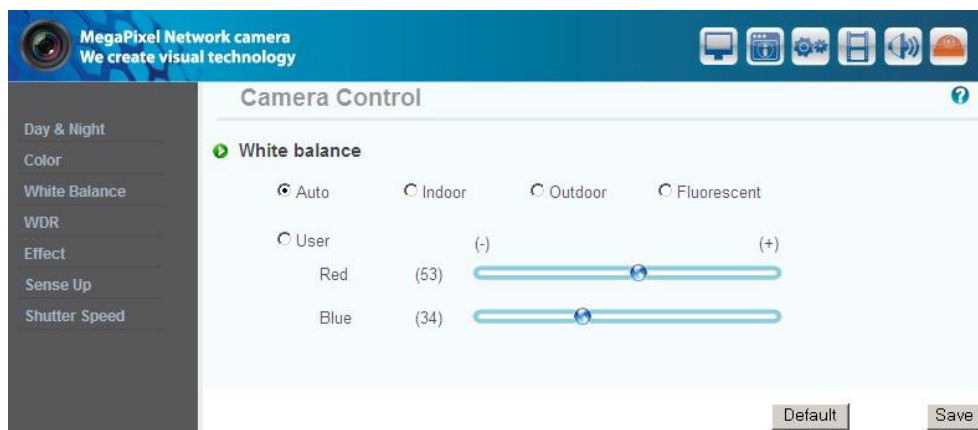 MegaPixel Network camera
We create visual technology
Camera Control
?
Day & Night
Color
White Balance
WDR
Effect
Sense Up
Shutter Speed
White balance
Auto Indoor Outdoor Fluorescent
User (-) (+)
Red (53)
Blue (34)
Default Save